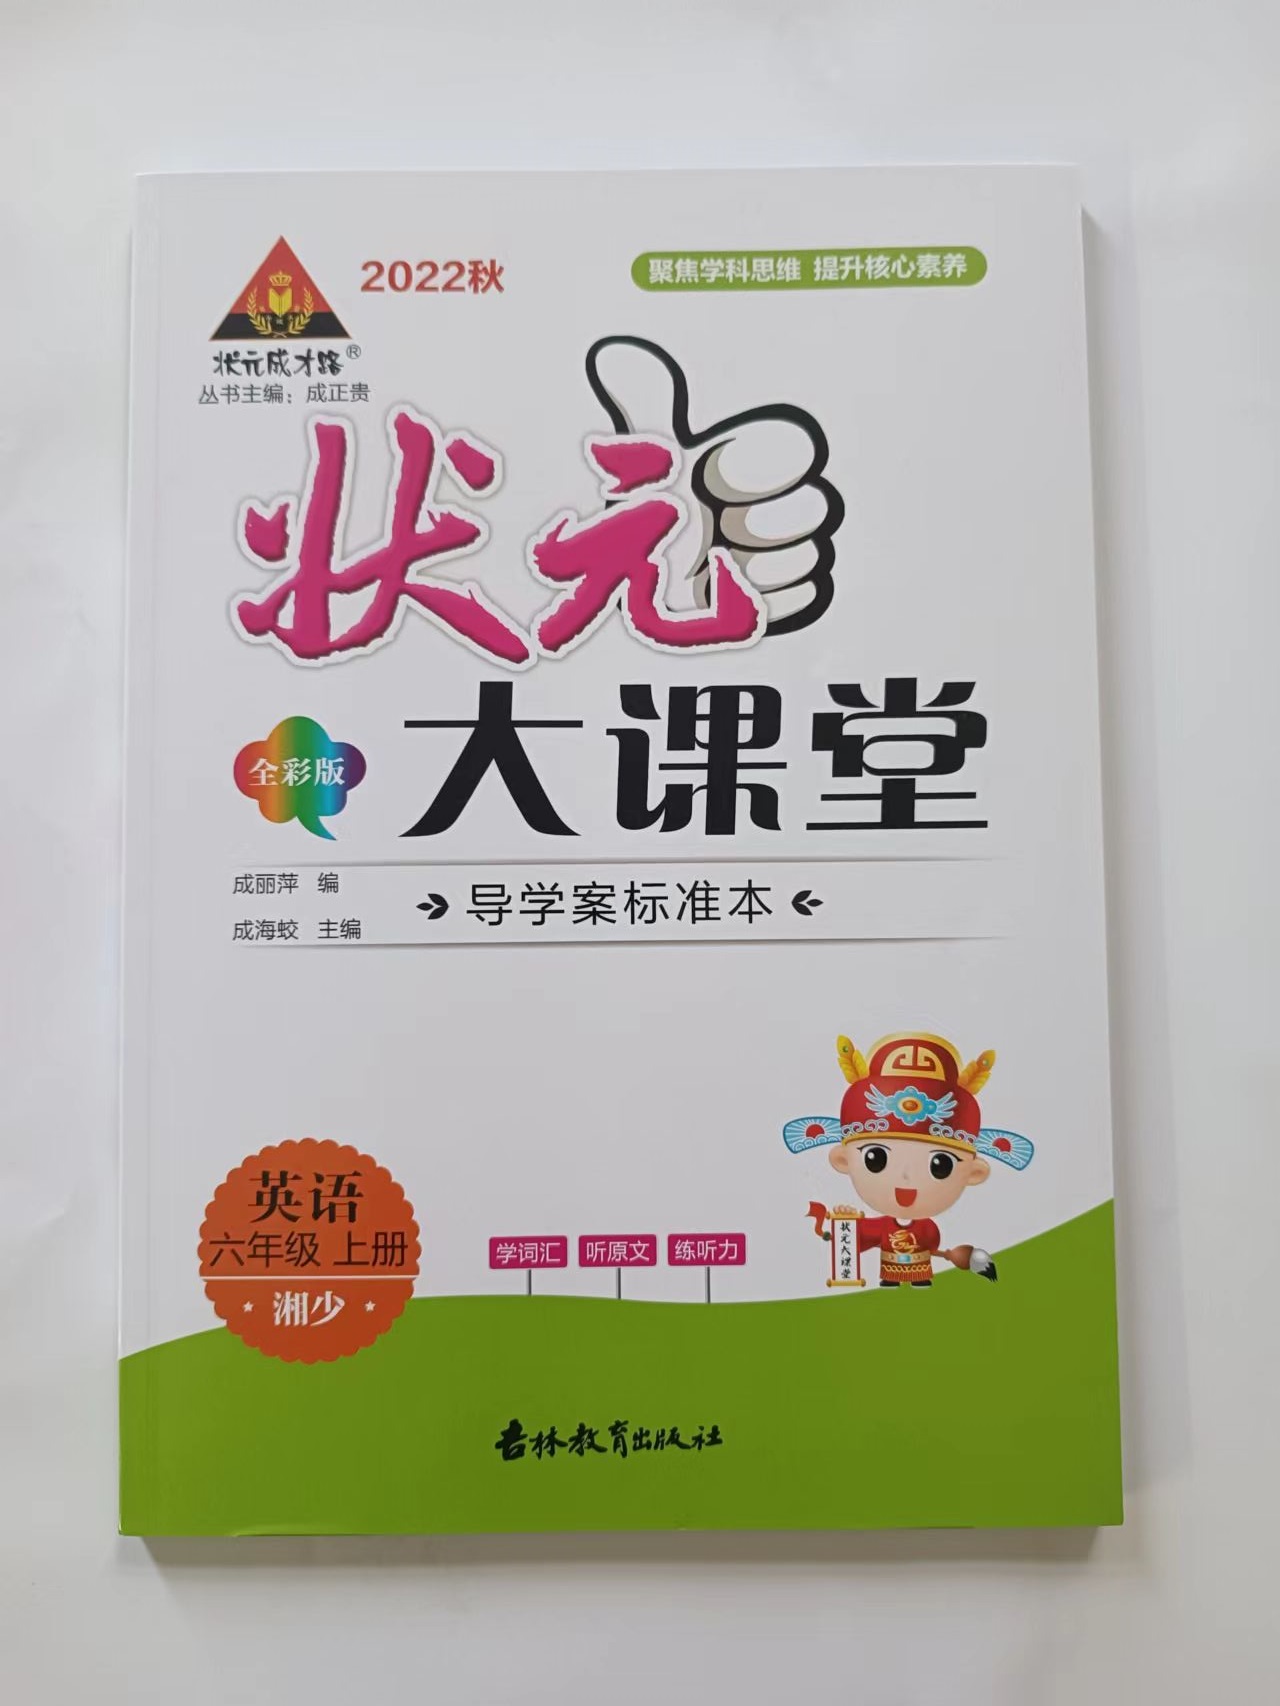 2022秋
聚焦学科思维 提升核心素养
状元成才路®
丛书主编：成正贵
状元
大课堂
全彩版
成丽萍 编
成海蛟 主编
导学案标准本
英语
六年级 上册
湘少
学词汇 听原文 练听力
状元大课堂
吉林教育出版社